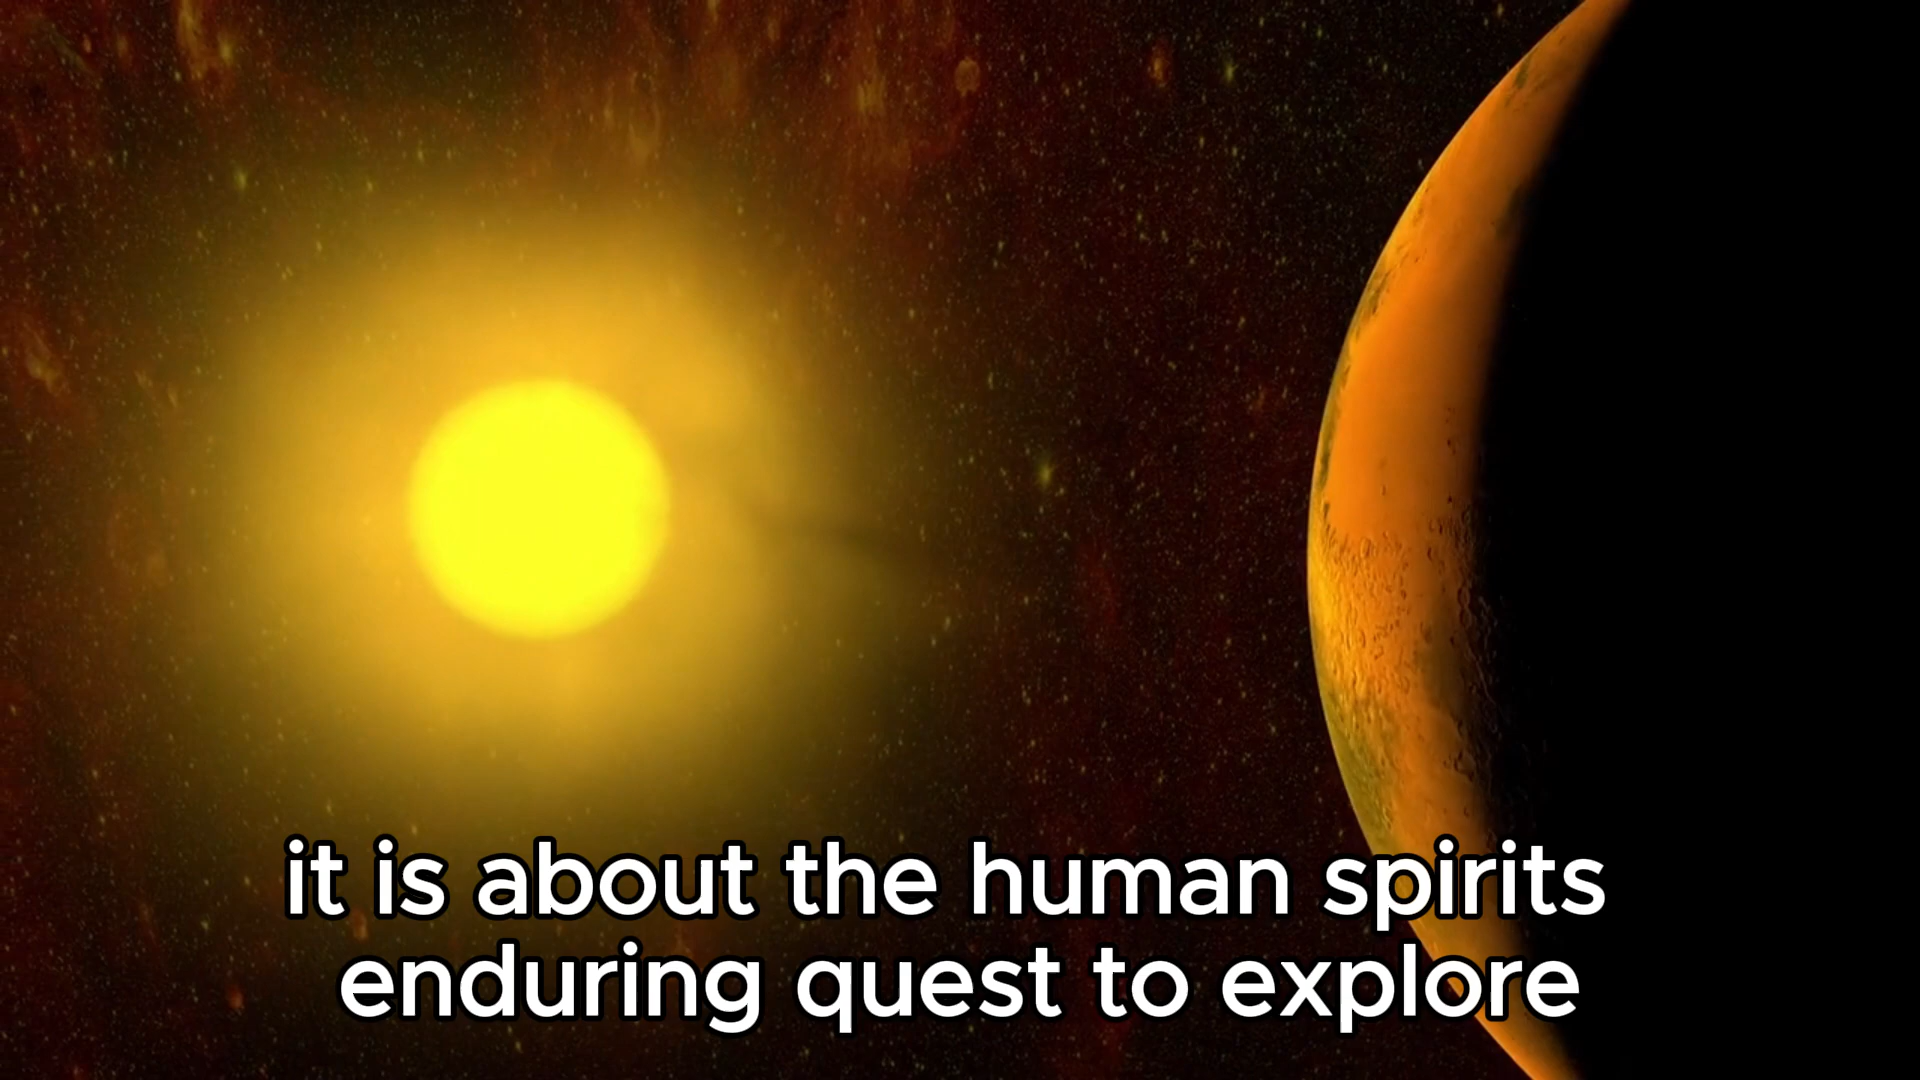 it is about the human spirits
enduring quest to explore